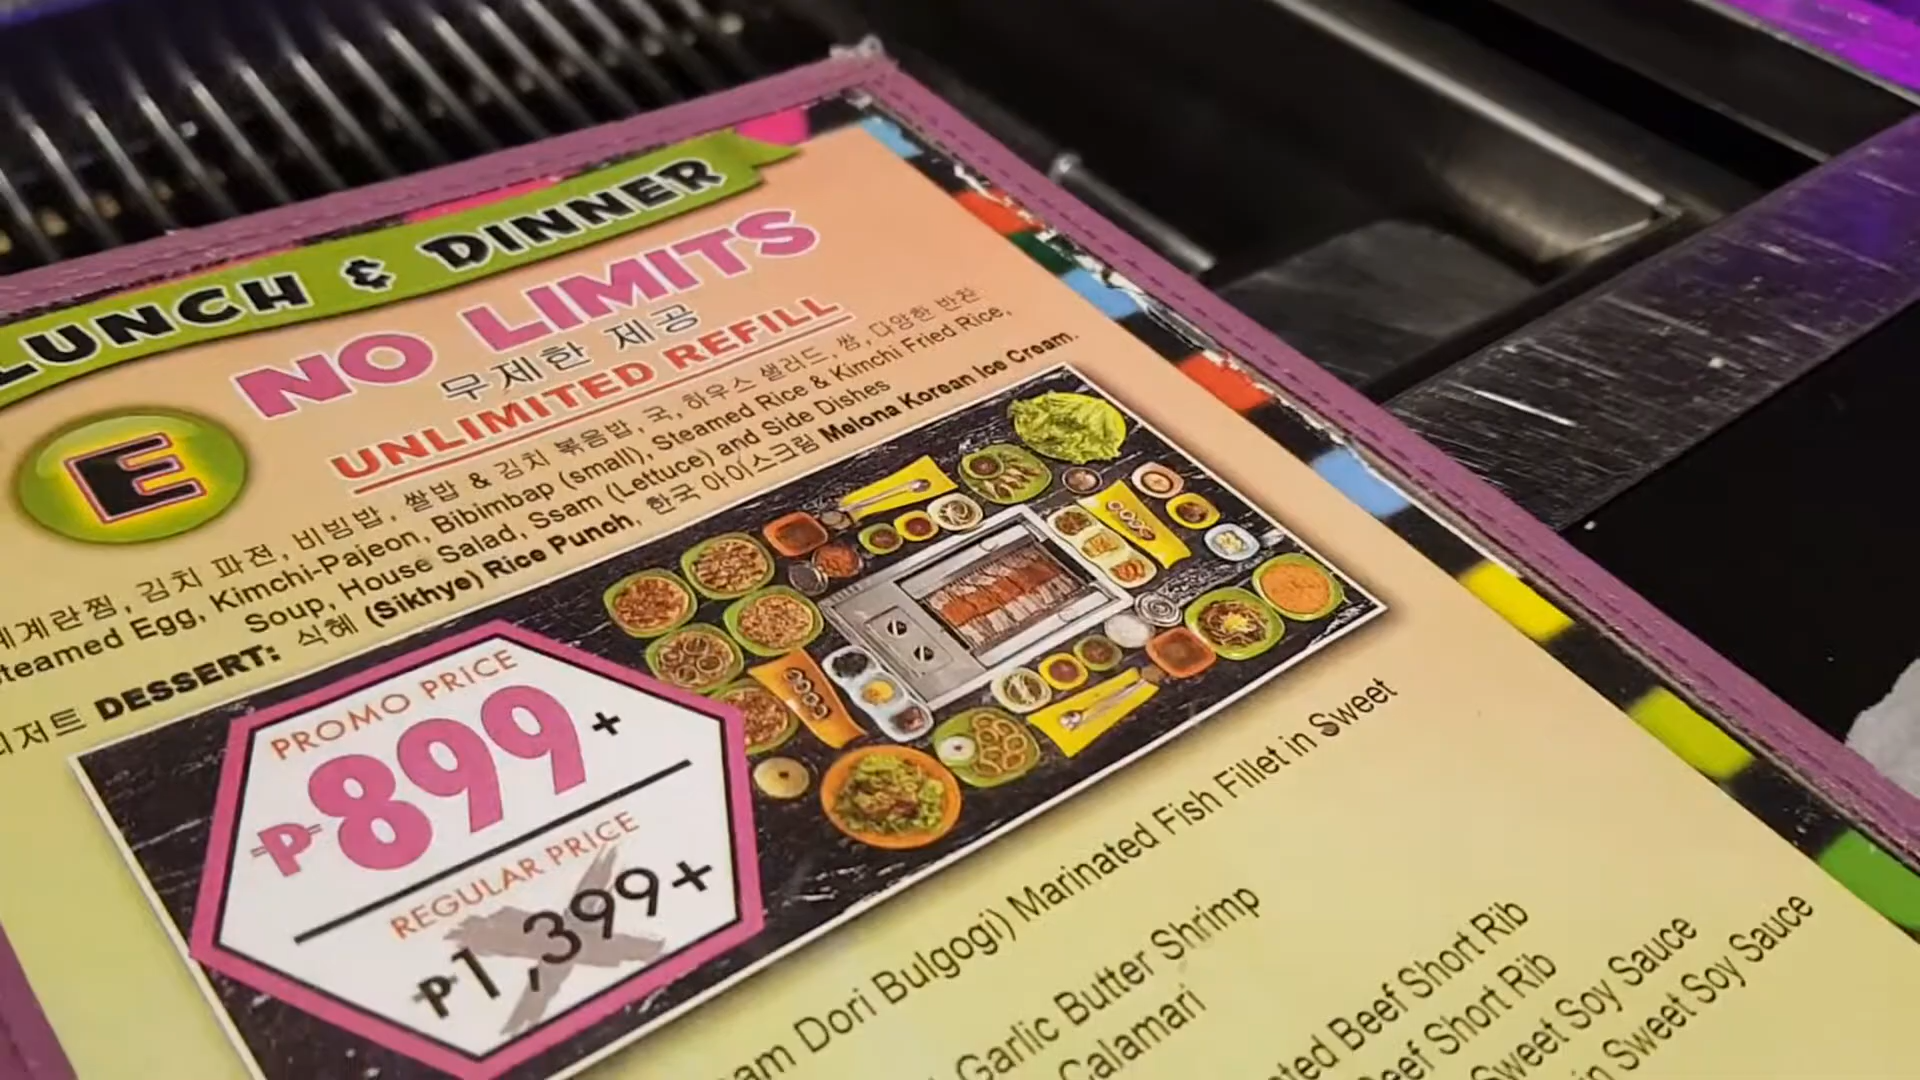 LUNCH & DINNER
NO LIMITS
무제한 제공
UNLIMITED REFILL
E
계란찜, 김치 파전, 비빔밥, 쌀밥 & 김치 볶음밥, 국, 하우스 샐러드, 쌈, 다양한 반찬
Steamed Egg, Kimchi-Pajeon, Bibimbap (small), Steamed Rice & Kimchi Fried Rice,
Soup, House Salad, Ssam (Lettuce) and Side Dishes
디저트 DESSERT: 식혜 (Sikhye) Rice Punch, 한국 아이스크림 Melona Korean Ice Cream.
PROMO PRICE
₱899+
REGULAR PRICE
₱1,399+
Dori Bulgogi) Marinated Fish Fillet in Sweet
Garlic Butter Shrimp
Calamari
Beef Short Rib
Short Rib
Sweet Soy Sauce
in Sweet Soy Sauce